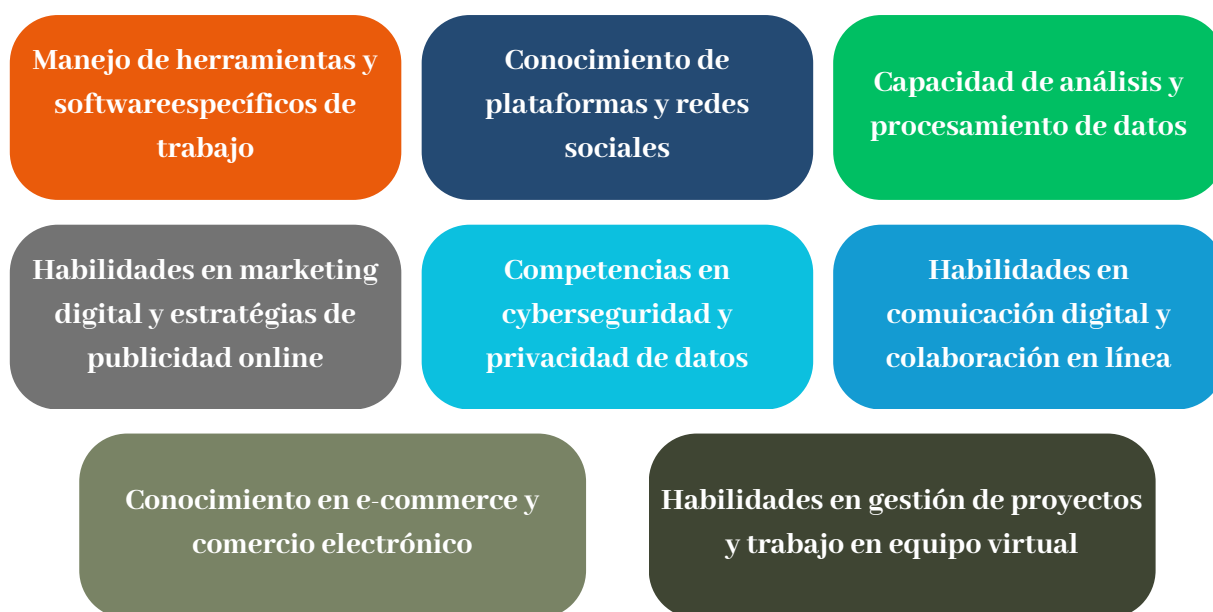 Manejo de herramientas y
softwareespecíficos de
trabajo
Conocimiento de
plataformas y redes
sociales
Capacidad de análisis y
procesamiento de datos
Habilidades en marketing
digital y estratégias de
publicidad online
Competencias en
cyberseguridad y
privacidad de datos
Habilidades en
comuicación digital y
colaboración en línea
Conocimiento en e-commerce y
comercio electrónico
Habilidades en gestión de proyectos
y trabajo en equipo virtual